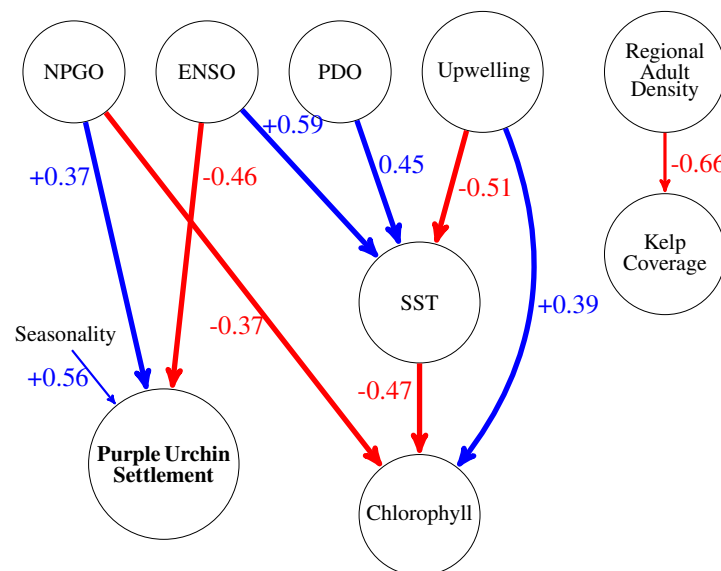 NPGO
ENSO
PDO
Upwelling
Regional
Adult
Density
+0.59
+0.37
-0.46
0.45
-0.51
-0.66
Kelp
Coverage
SST
+0.39
-0.37
Seasonality
+0.56
-0.47
Purple Urchin
Settlement
Chlorophyll